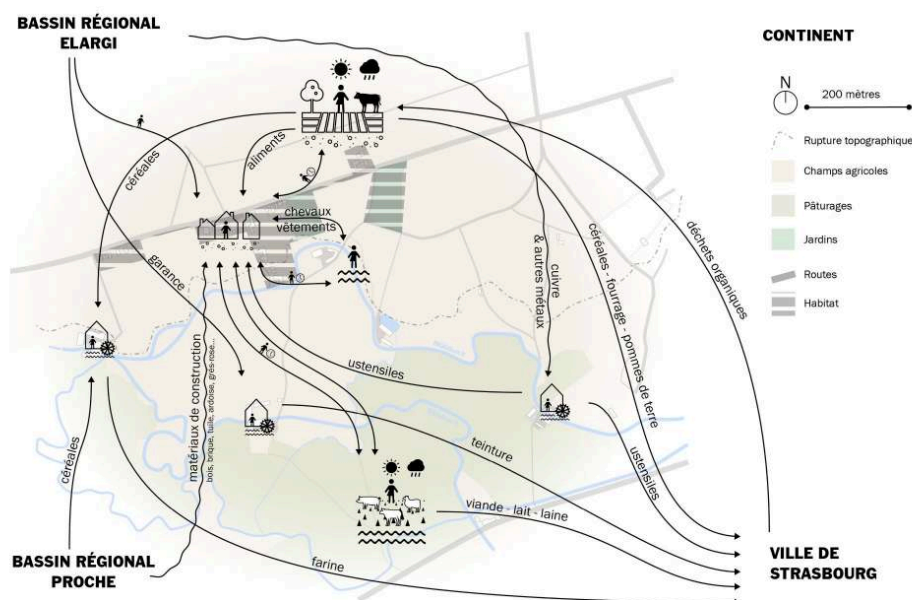 BASSIN RÉGIONAL
ELARGI
CONTINENT
N
200 mètres
Rupture topographique
Champs agricoles
Pâturages
Jardins
Routes
Habitat
céréales
aliments
chevaux
vêtements
garance
cuivre
& autres métaux
céréales - fourrage - pommes de terre
déchets organiques
ustensiles
matériaux de construction
bois, brique, tuile, ardoise, grès-rose...
teinture
ustensiles
céréales
viande - lait - laine
farine
BASSIN RÉGIONAL
PROCHE
VILLE DE
STRASBOURG